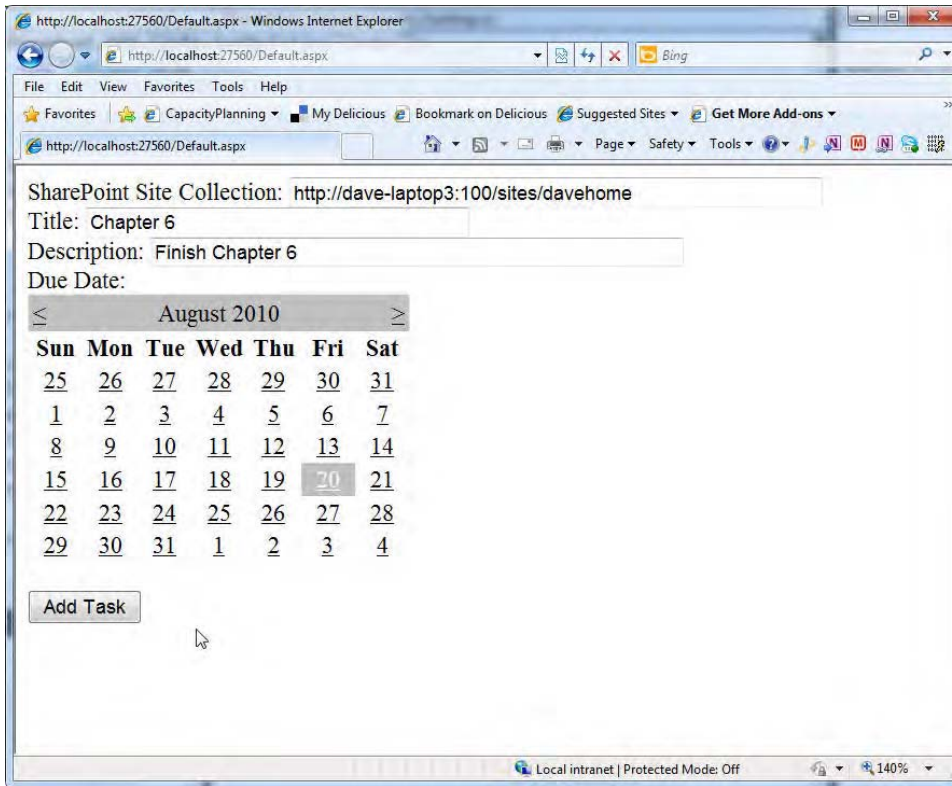 http://localhost:27560/Default.aspx - Windows Internet Explorer
http://localhost:27560/Default.aspx
Bing
File Edit View Favorites Tools Help
Favorites CapacityPlanning My Delicious Bookmark on Delicious Suggested Sites Get More Add-ons »
http://localhost:27560/Default.aspx Page Safety Tools
SharePoint Site Collection: http://dave-laptop3:100/sites/davehome
Title: Chapter 6
Description: Finish Chapter 6
Due Date:
< August 2010 >
Sun Mon Tue Wed Thu Fri Sat
25 26 27 28 29 30 31
1 2 3 4 5 6 7
8 9 10 11 12 13 14
15 16 17 18 19 20 21
22 23 24 25 26 27 28
29 30 31 1 2 3 4
Add Task
Local intranet | Protected Mode: Off 140%